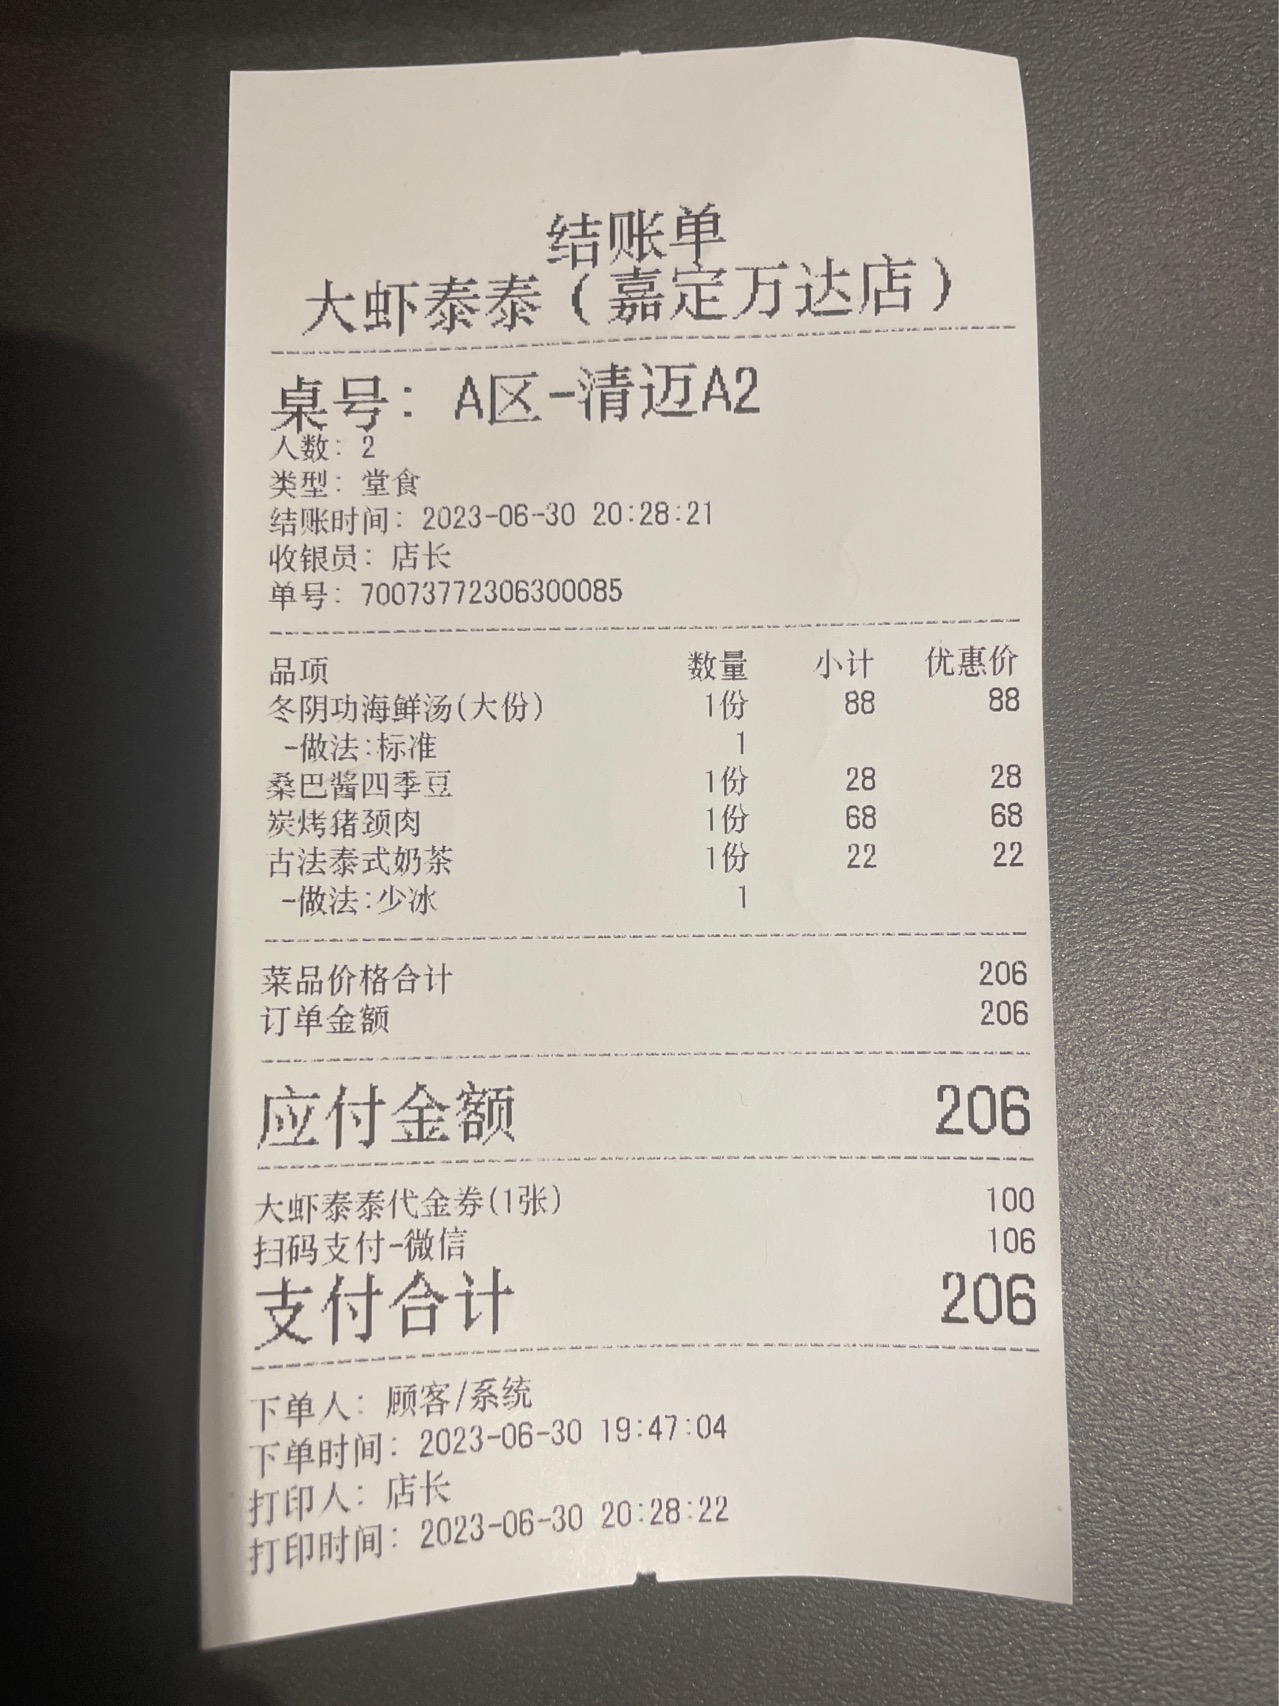 结账单
大虾泰泰(嘉定万达店)
桌号: A区-清迈A2
人数: 2
类型: 堂食
结账时间: 2023-06-30 20:28:21
收银员: 店长
单号: 70073772306300085
品项 数量 小计 优惠价
冬阴功海鲜汤(大份) 1份 88 88
-做法:标准 1
桑巴酱四季豆 1份 28 28
炭烤猪颈肉 1份 68 68
古法泰式奶茶 1份 22 22
-做法:少冰 1
菜品价格合计 206
订单金额 206
应付金额 206
大虾泰泰代金券(1张) 100
扫码支付-微信 106
支付合计 206
下单人: 顾客/系统
下单时间: 2023-06-30 19:47:04
打印人: 店长
打印时间: 2023-06-30 20:28:22